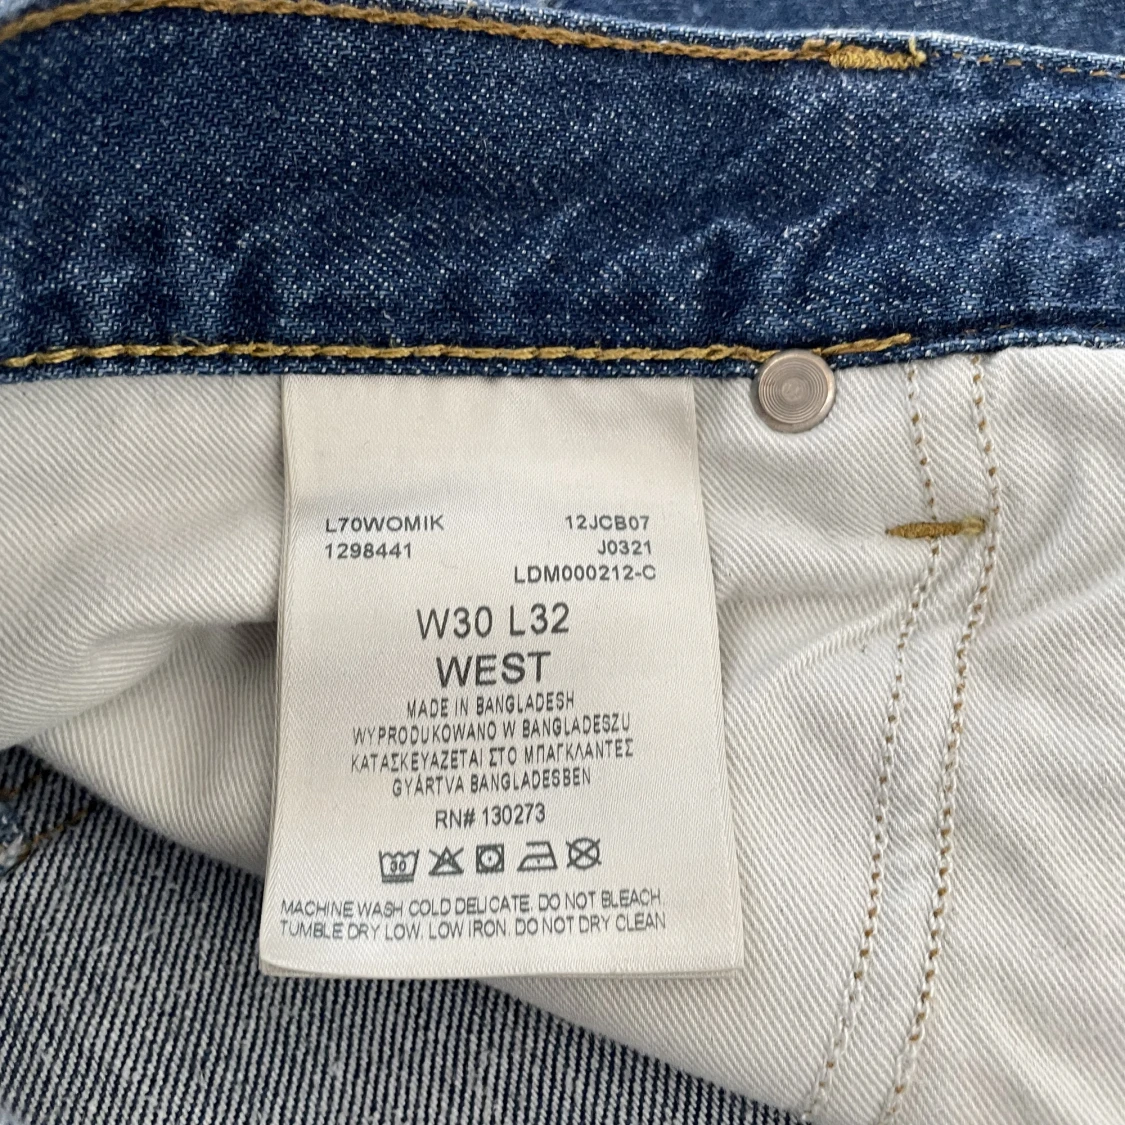 L70WOMIK 12JCB07
1298441 J0321
LDM000212-C
W30 L32
WEST
MADE IN BANGLADESH
WYPRODUKOWANO W BANGLADESZU
ΚΑΤΑΣΚΕΥΑΖΕΤΑΙ ΣΤΟ ΜΠΑΓΚΛΑΝΤΕΣ
GYÁRTVA BANGLADESBEN
RN# 130273
30
MACHINE WASH COLD DELICATE. DO NOT BLEACH.
TUMBLE DRY LOW. LOW IRON. DO NOT DRY CLEAN